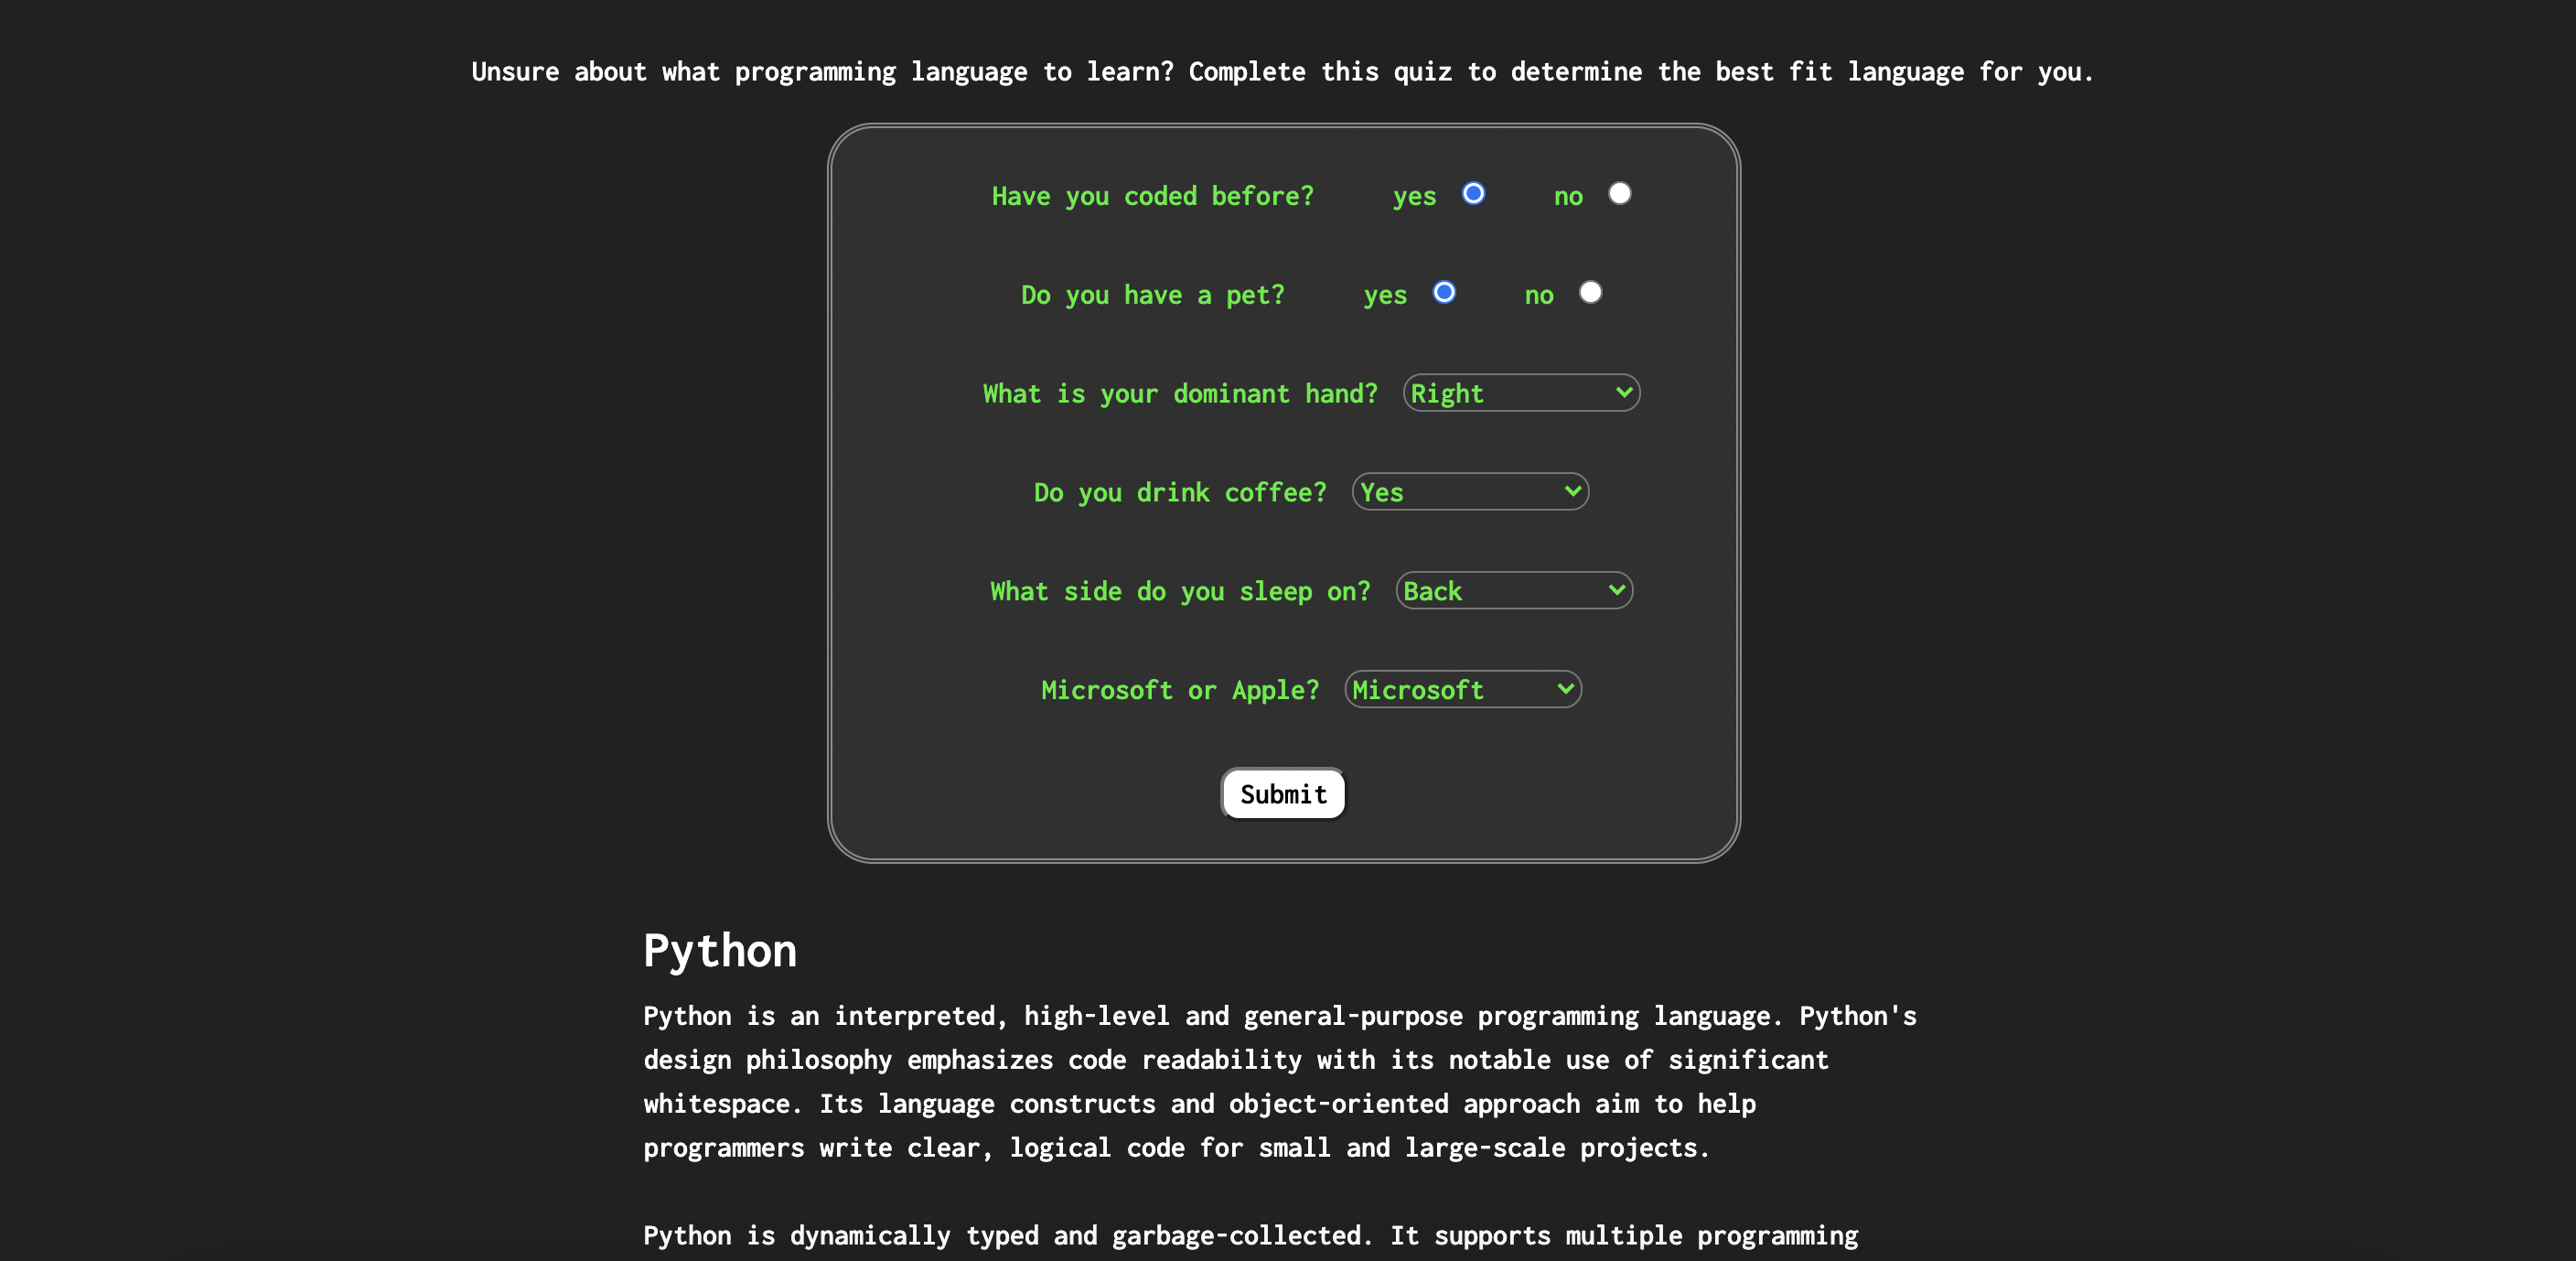 Unsure about what programming language to learn? Complete this quiz to determine the best fit language for you.
Have you coded before? yes no
Do you have a pet? yes no
What is your dominant hand? Right
Do you drink coffee? Yes
What side do you sleep on? Back
Microsoft or Apple? Microsoft
Submit
Python
Python is an interpreted, high-level and general-purpose programming language. Python's
design philosophy emphasizes code readability with its notable use of significant
whitespace. Its language constructs and object-oriented approach aim to help
programmers write clear, logical code for small and large-scale projects.
Python is dynamically typed and garbage-collected. It supports multiple programming